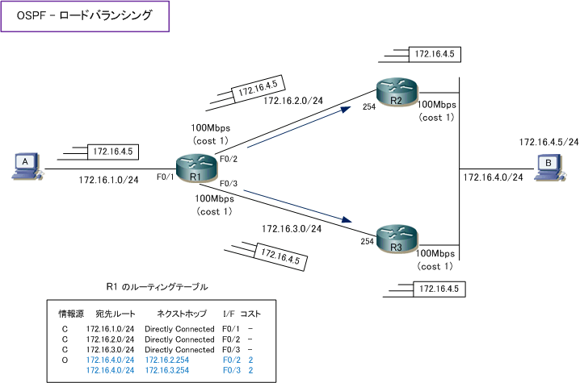 OSPF - ロードバランシング
172.16.4.5
172.16.4.5
172.16.2.0/24
R2
254
100Mbps
(cost 1)
100Mbps
(cost 1)
172.16.4.5
A
172.16.1.0/24
F0/1
R1
F0/2
F0/3
172.16.4.5/24
B
172.16.4.0/24
100Mbps
(cost 1)
172.16.3.0/24
172.16.4.5
254
R3
100Mbps
(cost 1)
172.16.4.5
R1 のルーティングテーブル
情報源 宛先ルート ネクストホップ I/F コスト
C 172.16.1.0/24 Directly Connected F0/1 -
C 172.16.2.0/24 Directly Connected F0/2 -
C 172.16.3.0/24 Directly Connected F0/3 -
O 172.16.4.0/24 172.16.2.254 F0/2 2
172.16.4.0/24 172.16.3.254 F0/3 2